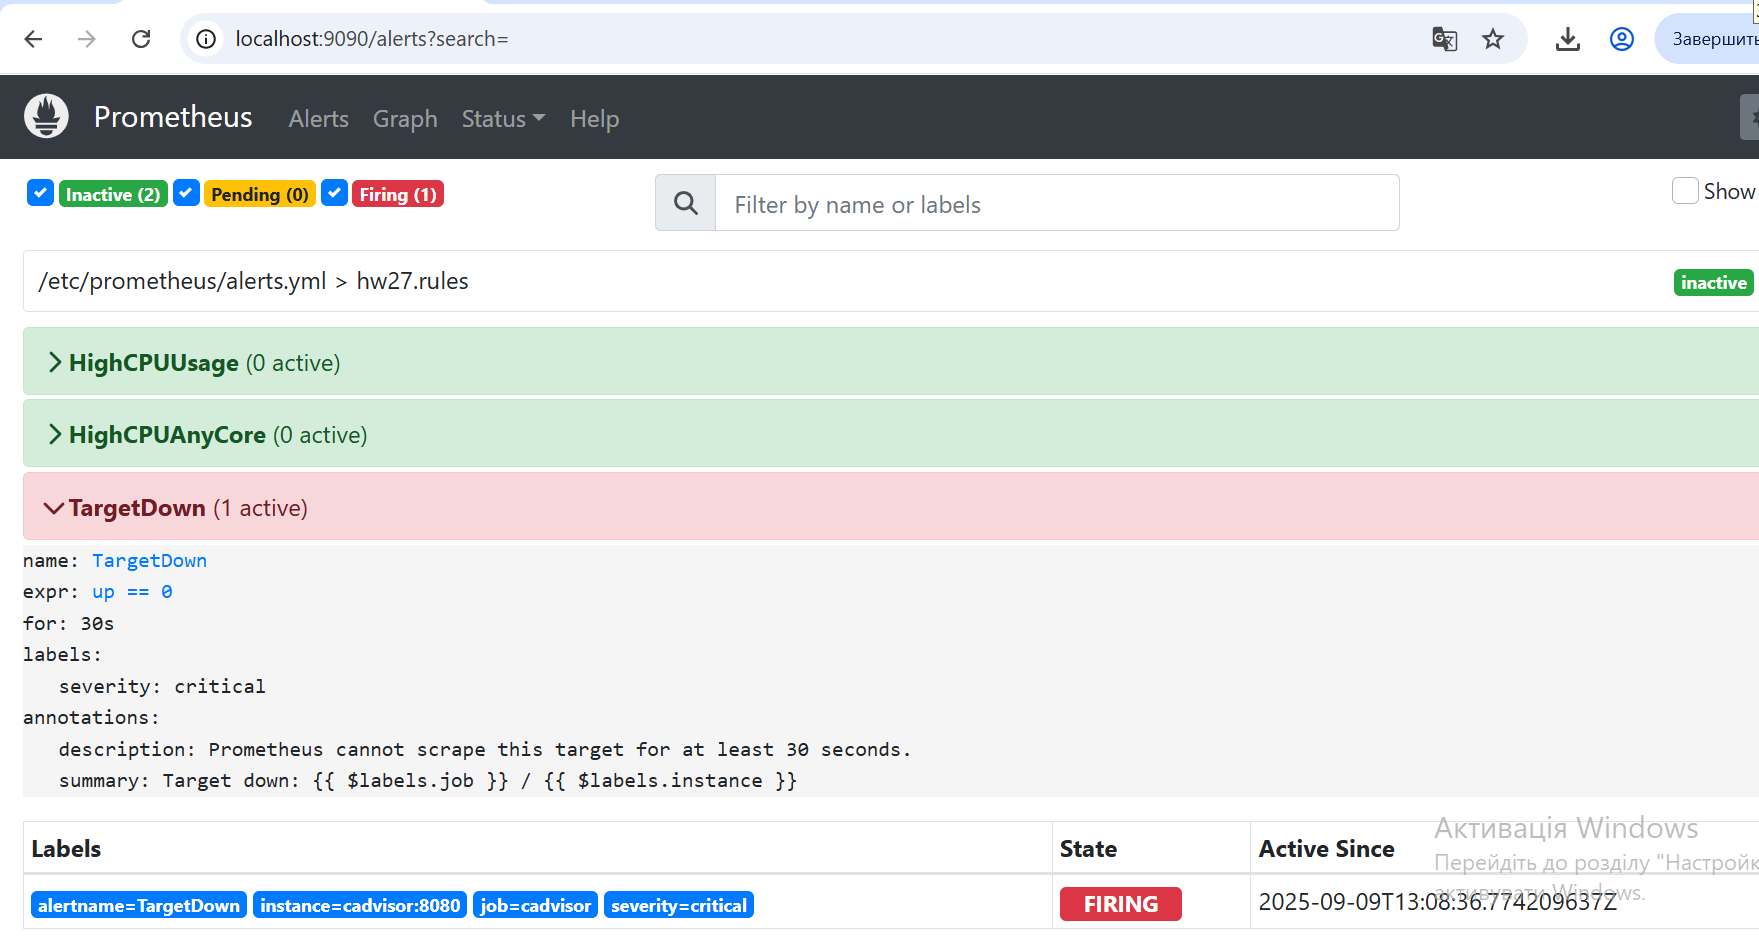 localhost:9090/alerts?search=
Завершить
Prometheus Alerts Graph Status Help
Inactive (2) Pending (0) Firing (1) Filter by name or labels Show
/etc/prometheus/alerts.yml > hw27.rules inactive
HighCPUUsage (0 active)
HighCPUAnyCore (0 active)
TargetDown (1 active)
name: TargetDown
expr: up == 0
for: 30s
labels:
severity: critical
annotations:
description: Prometheus cannot scrape this target for at least 30 seconds.
summary: Target down: {{ $labels.job }} / {{ $labels.instance }}
Labels State Active Since
alertname=TargetDown instance=cadvisor:8080 job=cadvisor severity=critical FIRING 2025-09-09T13:08:36.774209637Z
Активація Windows
Перейдіть до розділу "Настройк
активувати Windows.